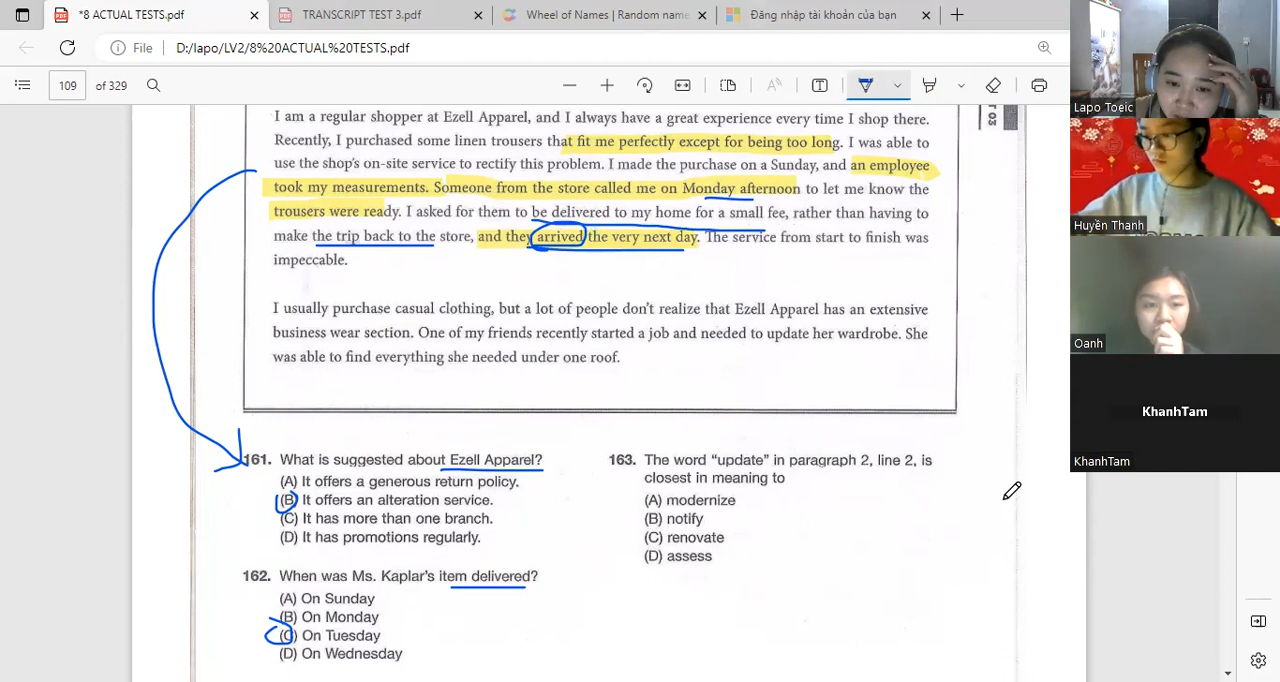 *8 ACTUAL TESTS.pdf
TRANSCRIPT TEST 3.pdf
Wheel of Names | Random name
Đăng nhập tài khoản của bạn
File
D:/lapo/LV2/8%20ACTUAL%20TESTS.pdf
109
of 329
I am a regular shopper at Ezell Apparel, and I always have a great experience every time I shop there.
Recently, I purchased some linen trousers that fit me perfectly except for being too long. I was able to
use the shop's on-site service to rectify this problem. I made the purchase on a Sunday, and an employee
took my measurements. Someone from the store called me on Monday afternoon to let me know the
trousers were ready. I asked for them to be delivered to my home for a small fee, rather than having to
make the trip back to the store, and they arrived the very next day. The service from start to finish was
impeccable.
I usually purchase casual clothing, but a lot of people don't realize that Ezell Apparel has an extensive
business wear section. One of my friends recently started a job and needed to update her wardrobe. She
was able to find everything she needed under one roof.
161. What is suggested about Ezell Apparel?
(A) It offers a generous return policy.
(B) It offers an alteration service.
(C) It has more than one branch.
(D) It has promotions regularly.
162. When was Ms. Kaplar's item delivered?
(A) On Sunday
(B) On Monday
(C) On Tuesday
(D) On Wednesday
163. The word "update" in paragraph 2, line 2, is
closest in meaning to
(A) modernize
(B) notify
(C) renovate
(D) assess
Lapo Toeic
Huyền Thanh
Oanh
KhanhTam
KhanhTam